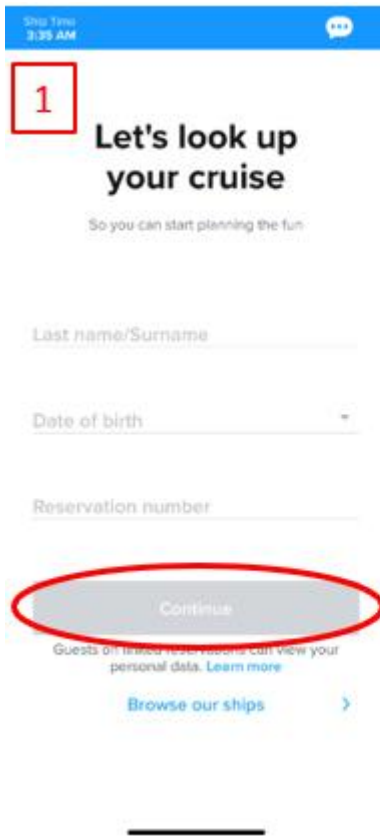 Ship Time
3:35 AM
1
Let's look up
your cruise
So you can start planning the fun
Last name/Surname
Date of birth
Reservation number
Continue
Guests on linked reservations can view your
personal data. Learn more
Browse our ships